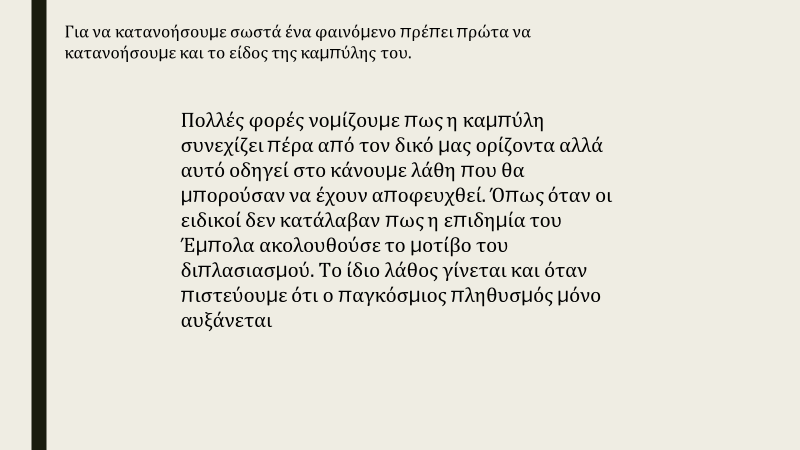 Για να κατανοήσουμε σωστά ένα φαινόμενο πρέπει πρώτα να
κατανοήσουμε και το είδος της καμπύλης του.
Πολλές φορές νομίζουμε πως η καμπύλη
συνεχίζει πέρα από τον δικό μας ορίζοντα αλλά
αυτό οδηγεί στο κάνουμε λάθη που θα
μπορούσαν να έχουν αποφευχθεί. Όπως όταν οι
ειδικοί δεν κατάλαβαν πως η επιδημία του
Έμπολα ακολουθούσε το μοτίβο του
διπλασιασμού. Το ίδιο λάθος γίνεται και όταν
πιστεύουμε ότι ο παγκόσμιος πληθυσμός μόνο
αυξάνεται